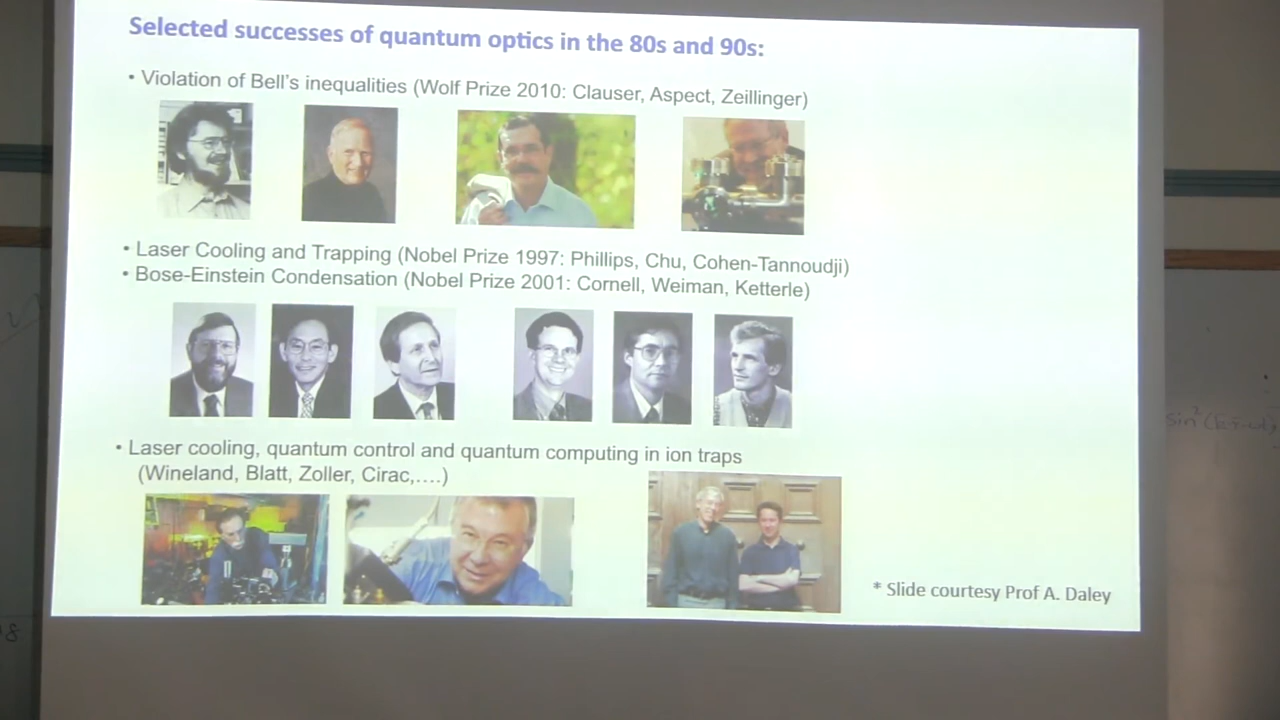 Selected successes of quantum optics in the 80s and 90s:
• Violation of Bell's inequalities (Wolf Prize 2010: Clauser, Aspect, Zeillinger)
• Laser Cooling and Trapping (Nobel Prize 1997: Phillips, Chu, Cohen-Tannoudji)
• Bose-Einstein Condensation (Nobel Prize 2001: Cornell, Weiman, Ketterle)
• Laser cooling, quantum control and quantum computing in ion traps
(Wineland, Blatt, Zoller, Cirac,....)
* Slide courtesy Prof A. Daley